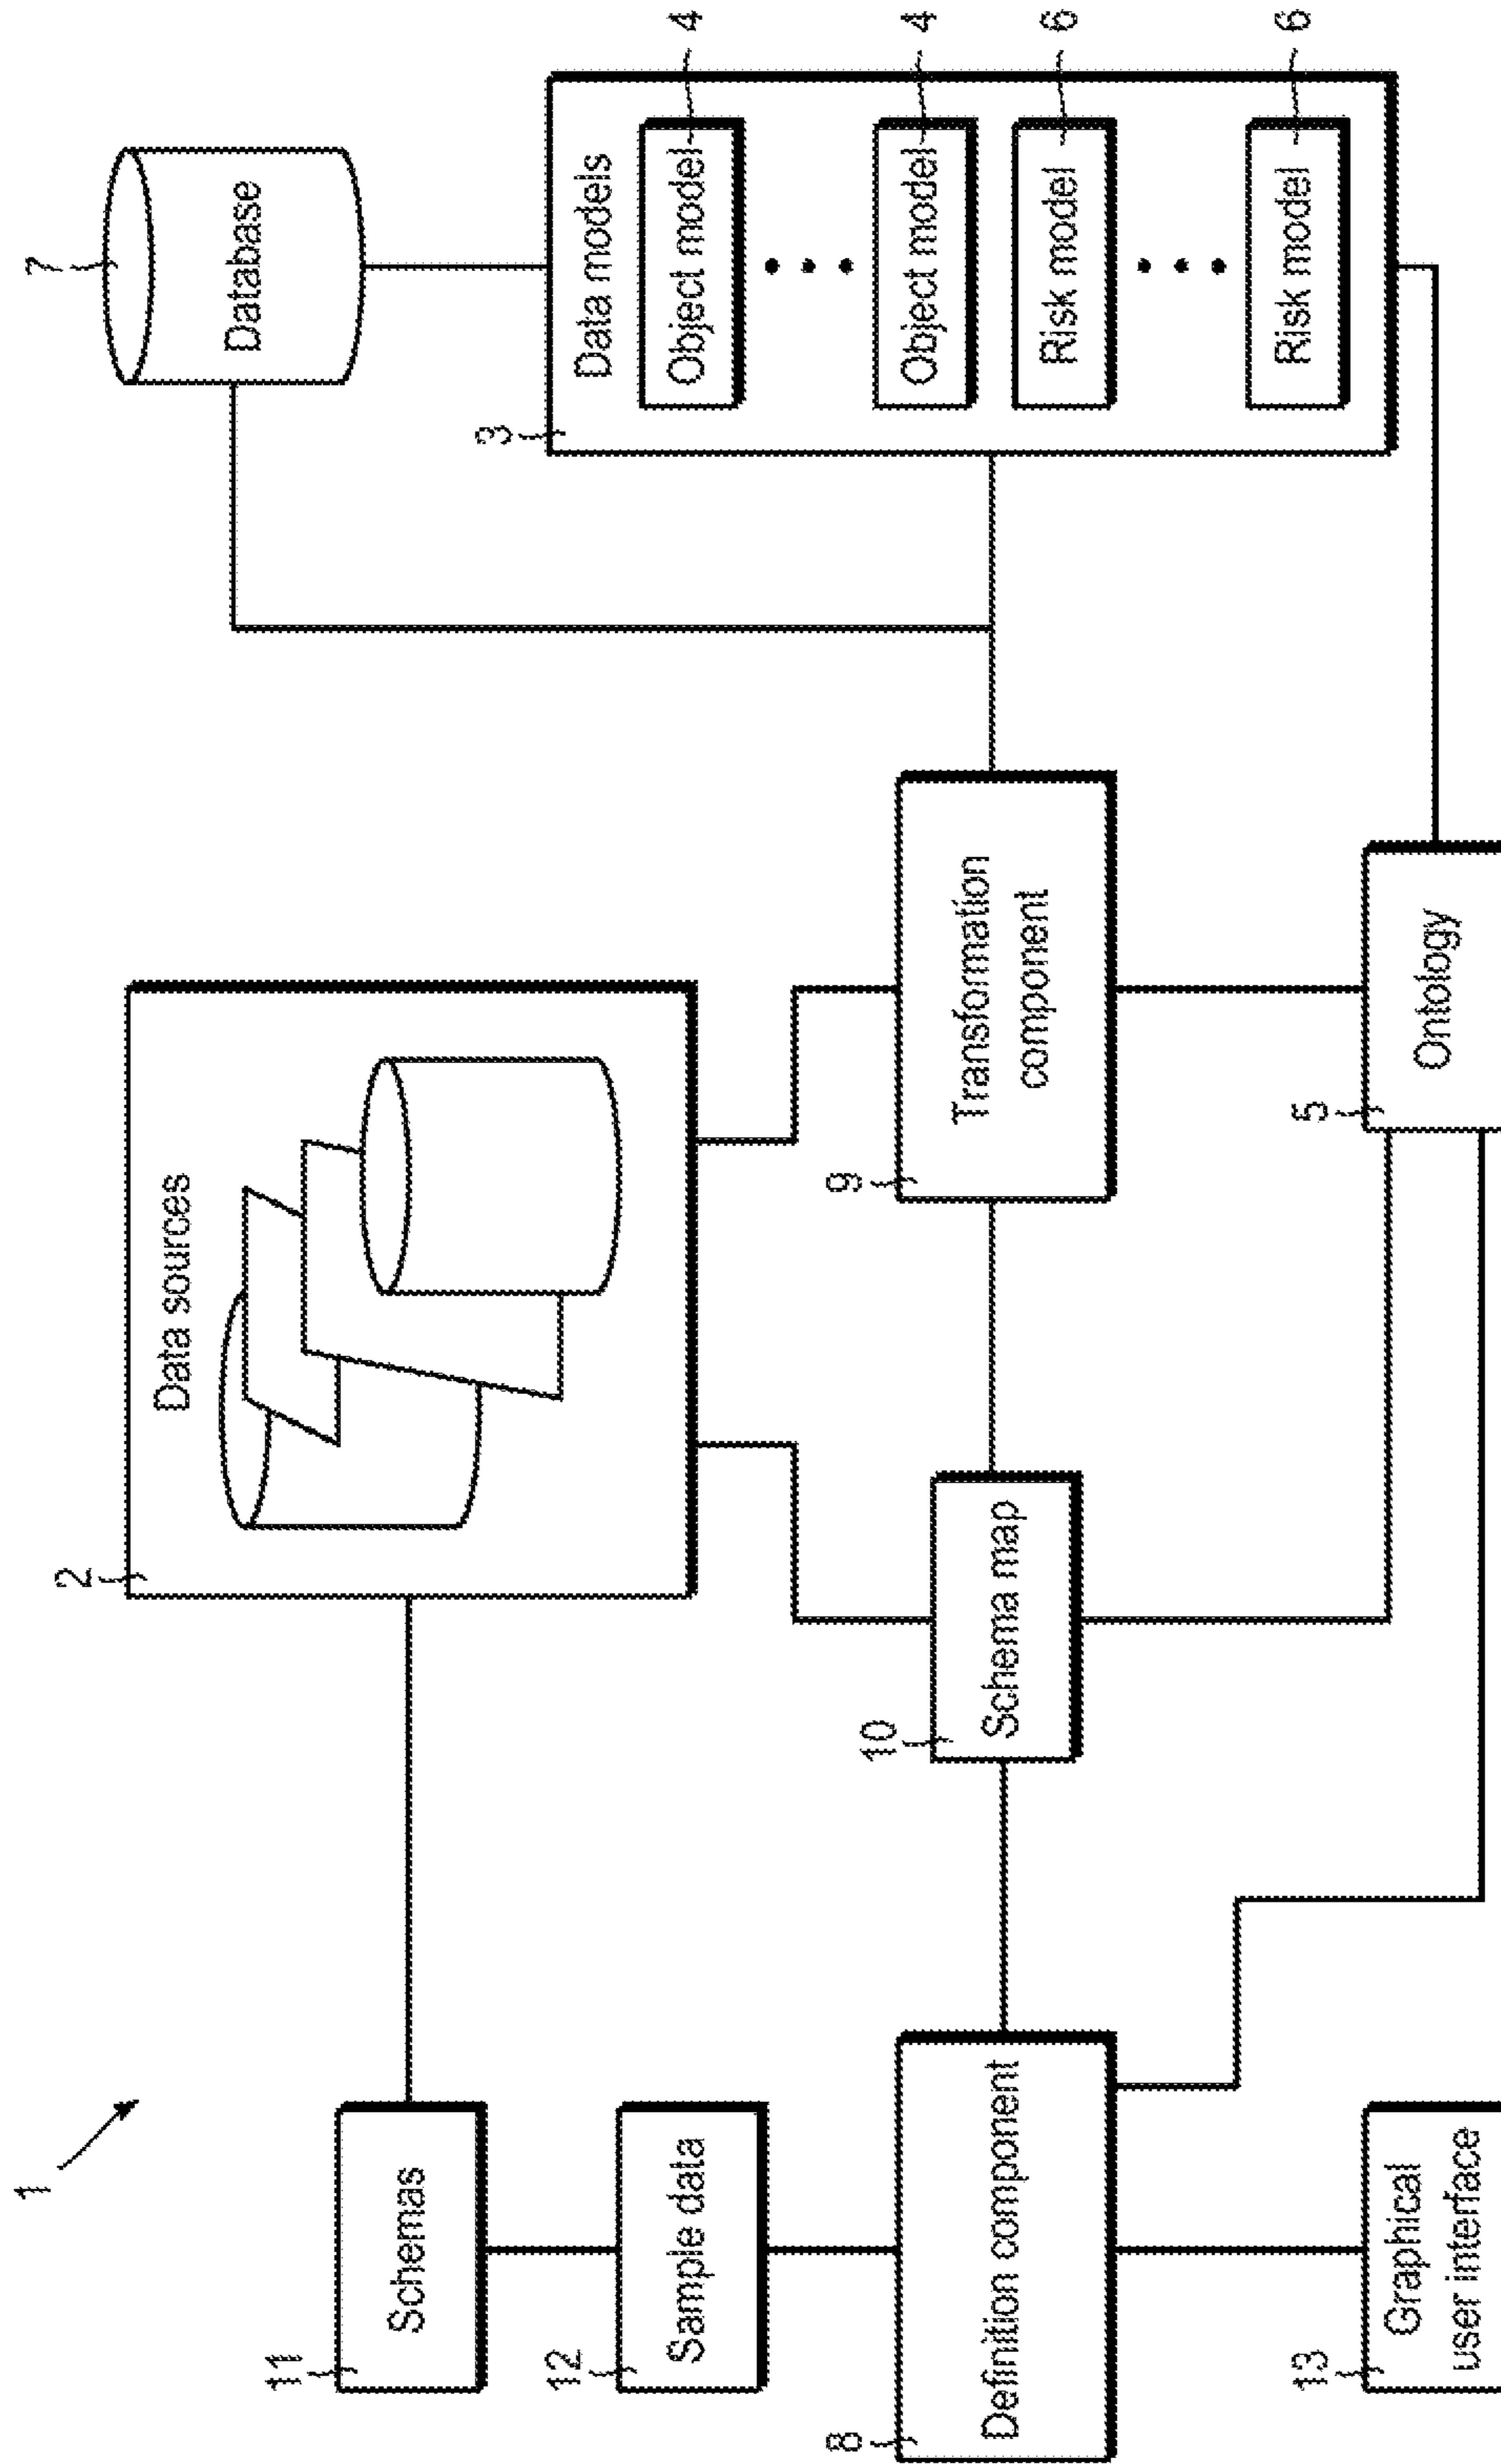 1
11
Schemas
12
Sample data
8
Definition component
13
Graphical
user interface
2
Data sources
10
Schema map
9
Transformation
component
5
Ontology
7
Database
3
Data models
Object model
4
Object model
4
Risk model
6
Risk model
6